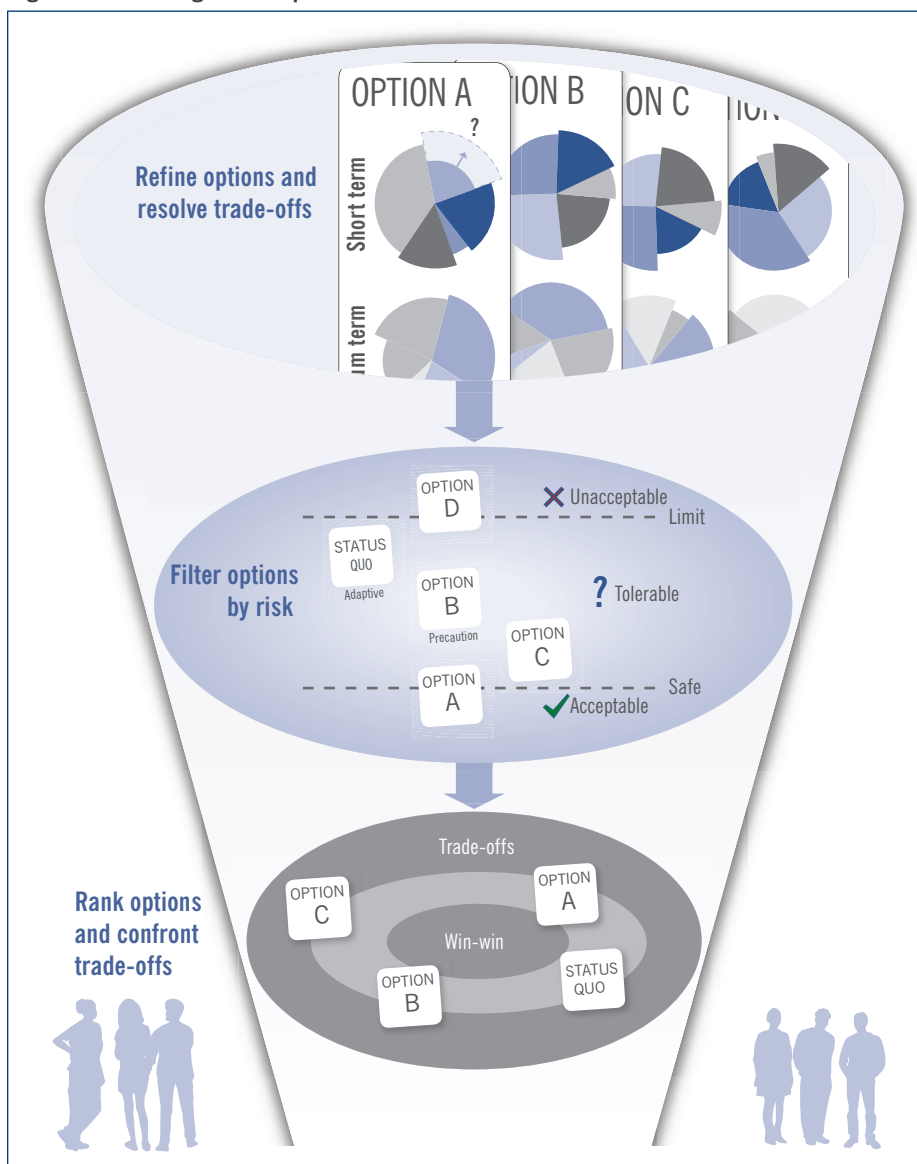 OPTION A
ION B
ON C
?
Short term
um term
Refine options and
resolve trade-offs
OPTION
D
Unacceptable
Limit
STATUS
QUO
Adaptive
Filter options
by risk
OPTION
B
Precaution
? Tolerable
OPTION
C
OPTION
A
Safe
Acceptable
Trade-offs
OPTION
C
OPTION
A
Win-win
OPTION
B
STATUS
QUO
Rank options
and confront
trade-offs